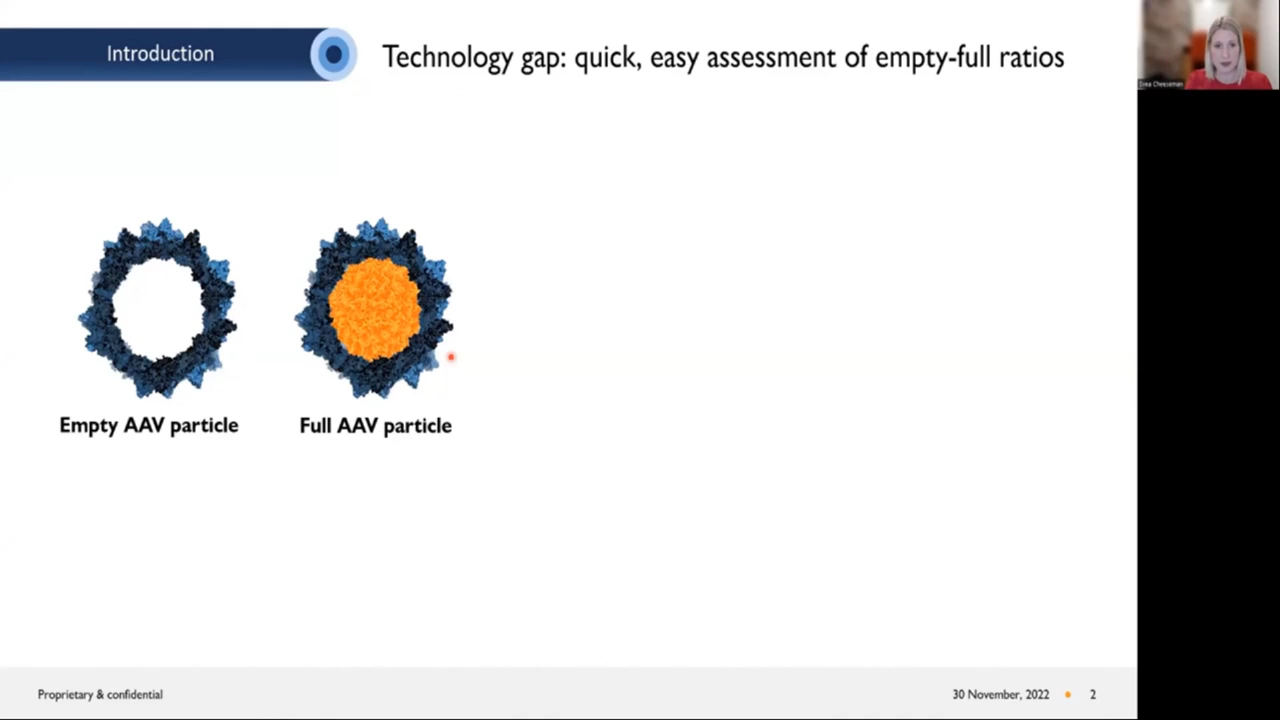 Introduction
Technology gap: quick, easy assessment of empty-full ratios
Cheeseman
Empty AAV particle
Full AAV particle
Proprietary & confidential
30 November, 2022
2